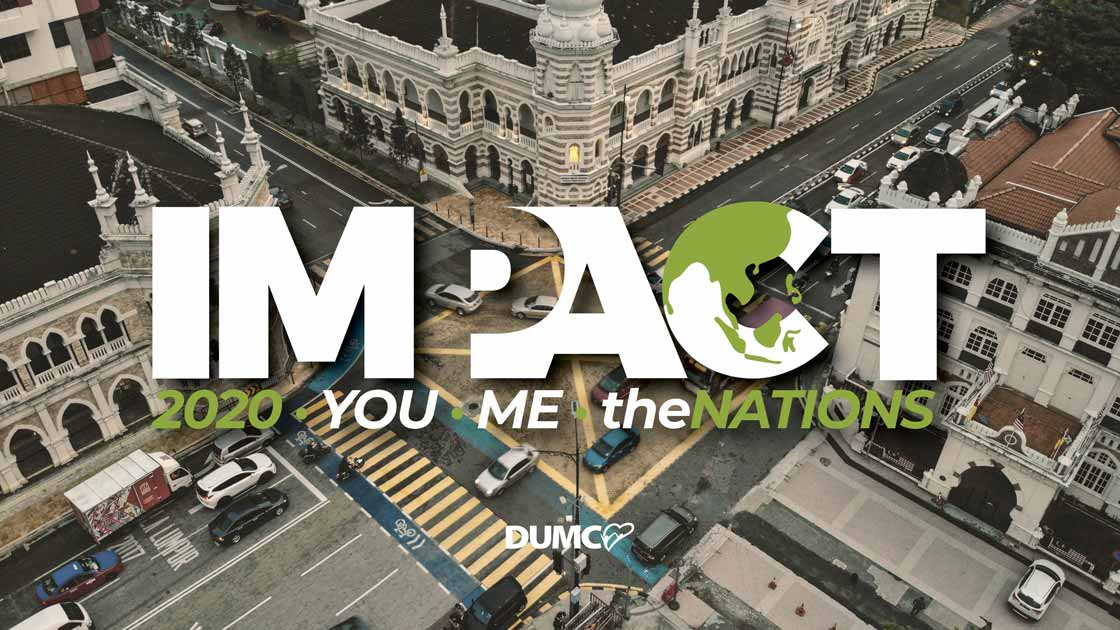 IMPACT
2020 • YOU • ME • theNATIONS
DUMC